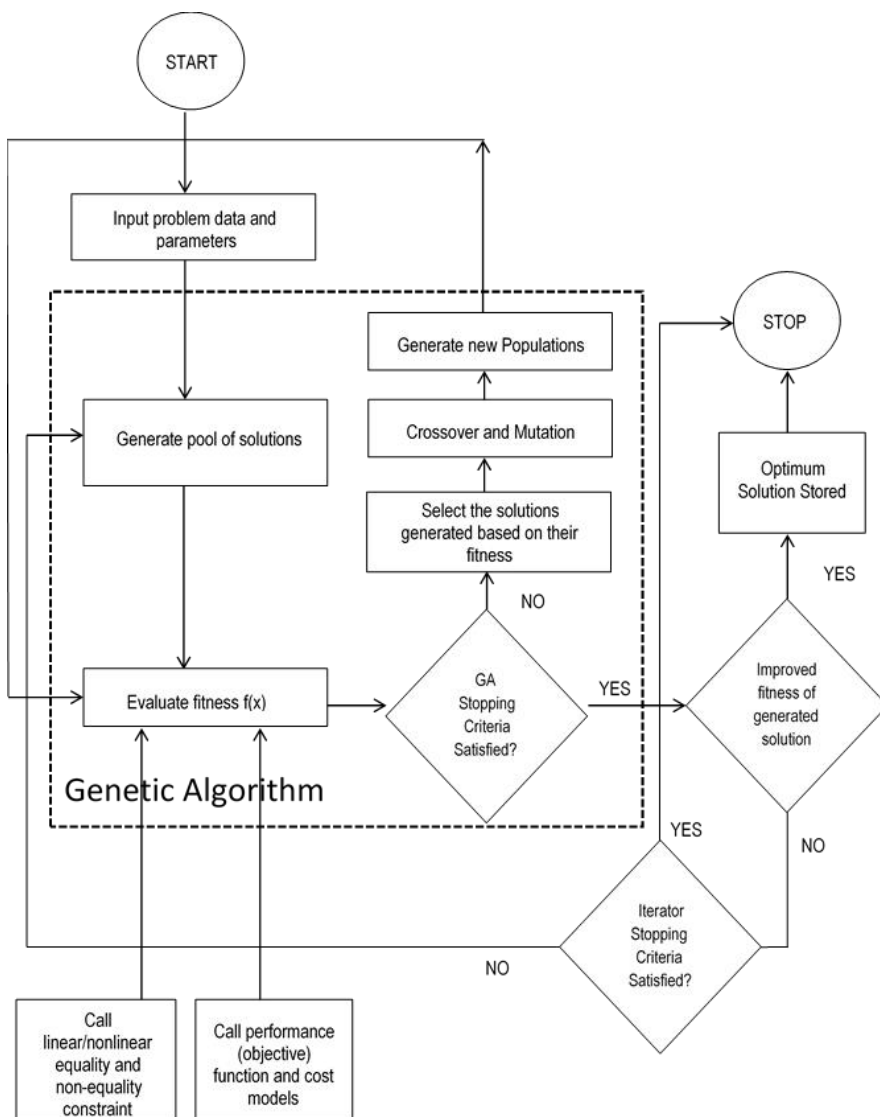 START
Input problem data and
parameters
Generate new Populations
STOP
Generate pool of solutions
Crossover and Mutation
Optimum
Solution Stored
Select the solutions
generated based on their
fitness
YES
NO
Evaluate fitness f(x)
GA
Stopping
Criteria
Satisfied?
YES
Improved
fitness of
generated
solution
Genetic Algorithm
YES
NO
Iterator
Stopping
Criteria
Satisfied?
NO
Call
linear/nonlinear
equality and
non-equality
constraint
Call performance
(objective)
function and cost
models